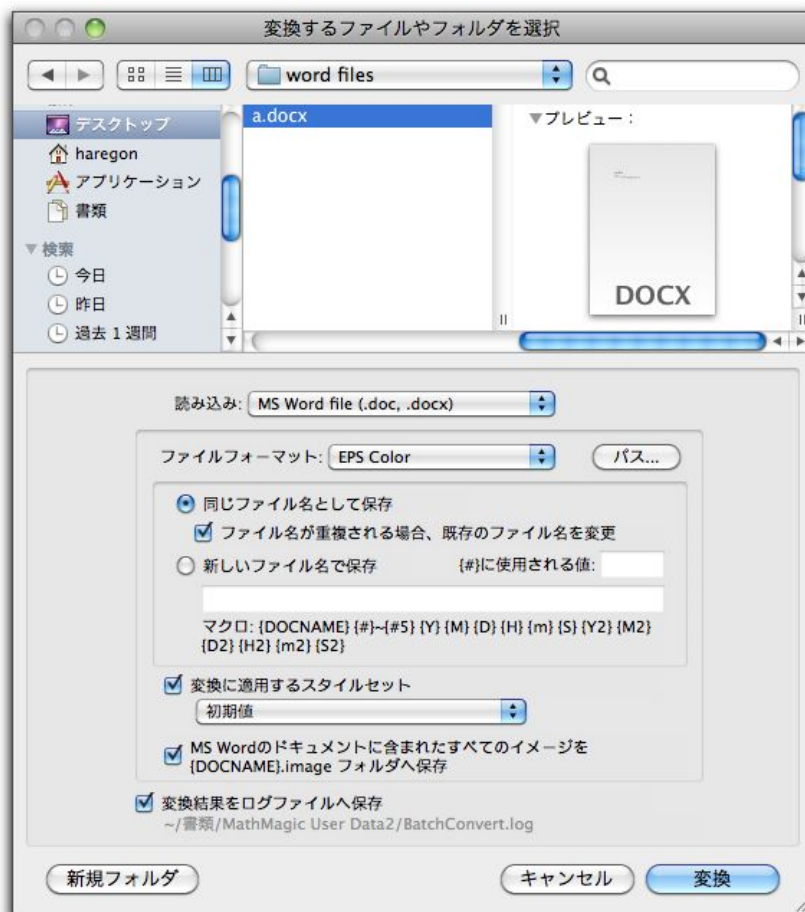 変換するファイルやフォルダを選択
word files
デスクトップ
haregon
アプリケーション
書類
検索
今日
昨日
過去 1 週間
a.docx
プレビュー：
DOCX
読み込み: MS Word file (.doc, .docx)
ファイルフォーマット: EPS Color
パス...
同じファイル名として保存
ファイル名が重複される場合、既存のファイル名を変更
新しいファイル名で保存 {#}に使用される値:
マクロ: {DOCNAME} {#}~{#5} {Y} {M} {D} {H} {m} {S} {Y2} {M2}
{D2} {H2} {m2} {S2}
変換に適用するスタイルセット
初期値
MS Wordのドキュメントに含まれたすべてのイメージを
{DOCNAME}.image フォルダへ保存
変換結果をログファイルへ保存
~/書類/MathMagic User Data2/BatchConvert.log
新規フォルダ キャンセル 変換